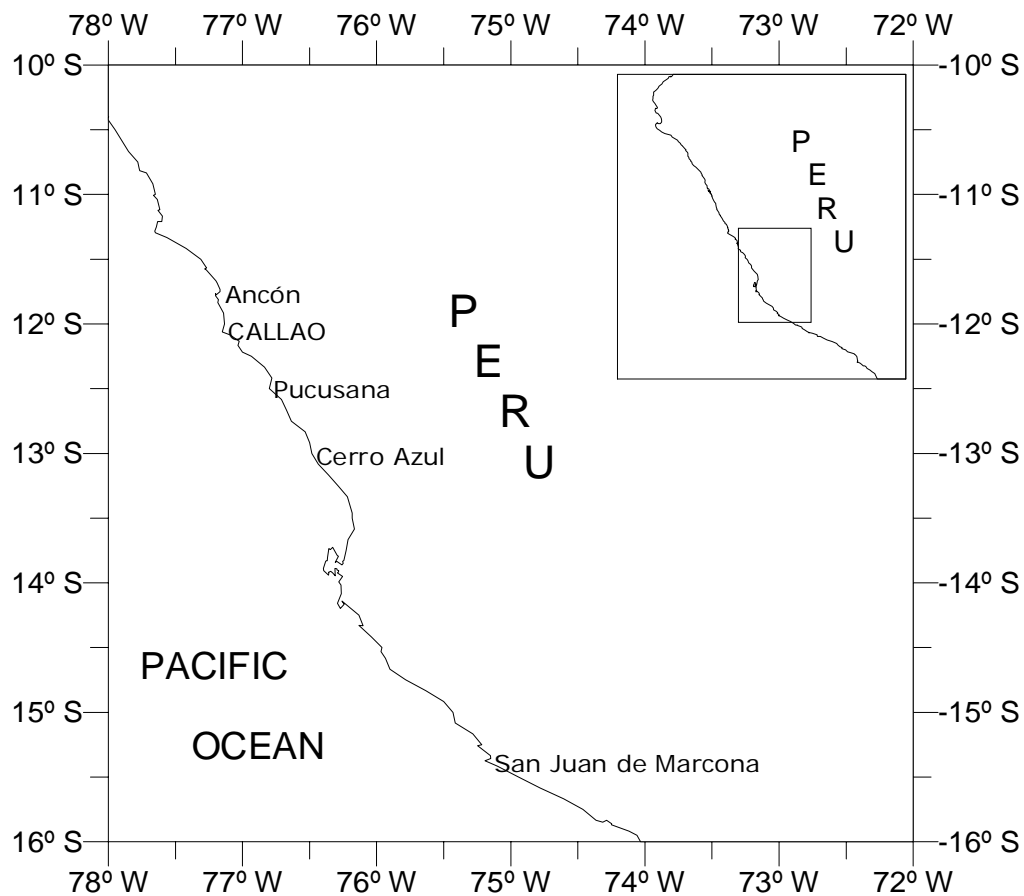 78º W 77º W 76º W 75º W 74º W 73º W 72º W
10º S -10º S
P
E
11º S -11º S
R
U
Ancón
P
12º S -12º S
CALLAO
E
Pucusana
R
13º S Cerro Azul U -13º S
14º S -14º S
PACIFIC
15º S -15º S
OCEAN
San Juan de Marcona
16º S -16º S
78º W 77º W 76º W 75º W 74º W 73º W 72º W